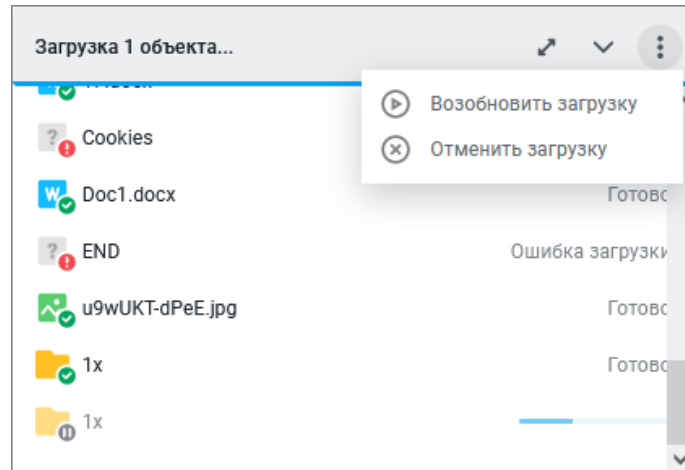 Загрузка 1 объекта...
Возобновить загрузку
Cookies
Отменить загрузку
Doc1.docx Готово
END Ошибка загрузки
u9wUKT-dPeE.jpg Готово
1x Готово
1x